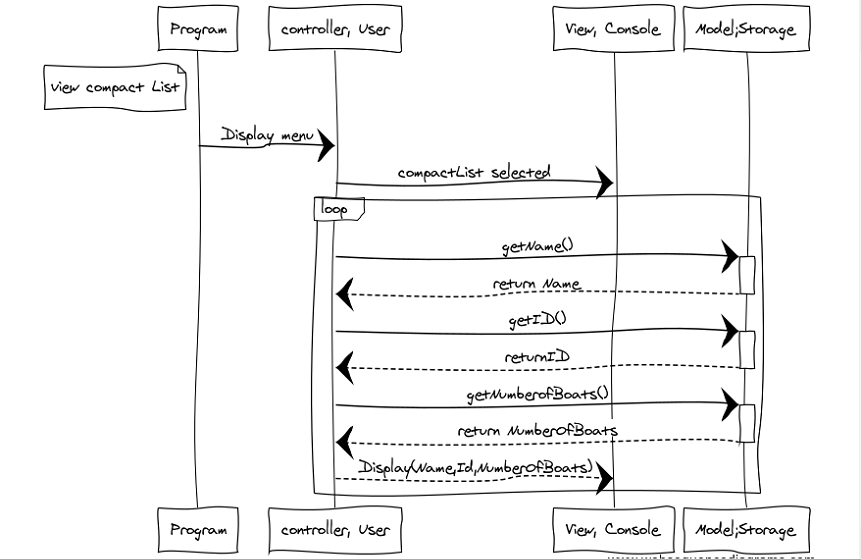 Program
controller, User
View, Console
Model;Storage
View compact List
Display menu
compactList selected
loop
getName()
return Name
getID()
returnID
getNumberofBoats()
return NumberOfBoats
Display(Name,Id,NumberOfBoats)
Program
controller, User
View, Console
Model;Storage